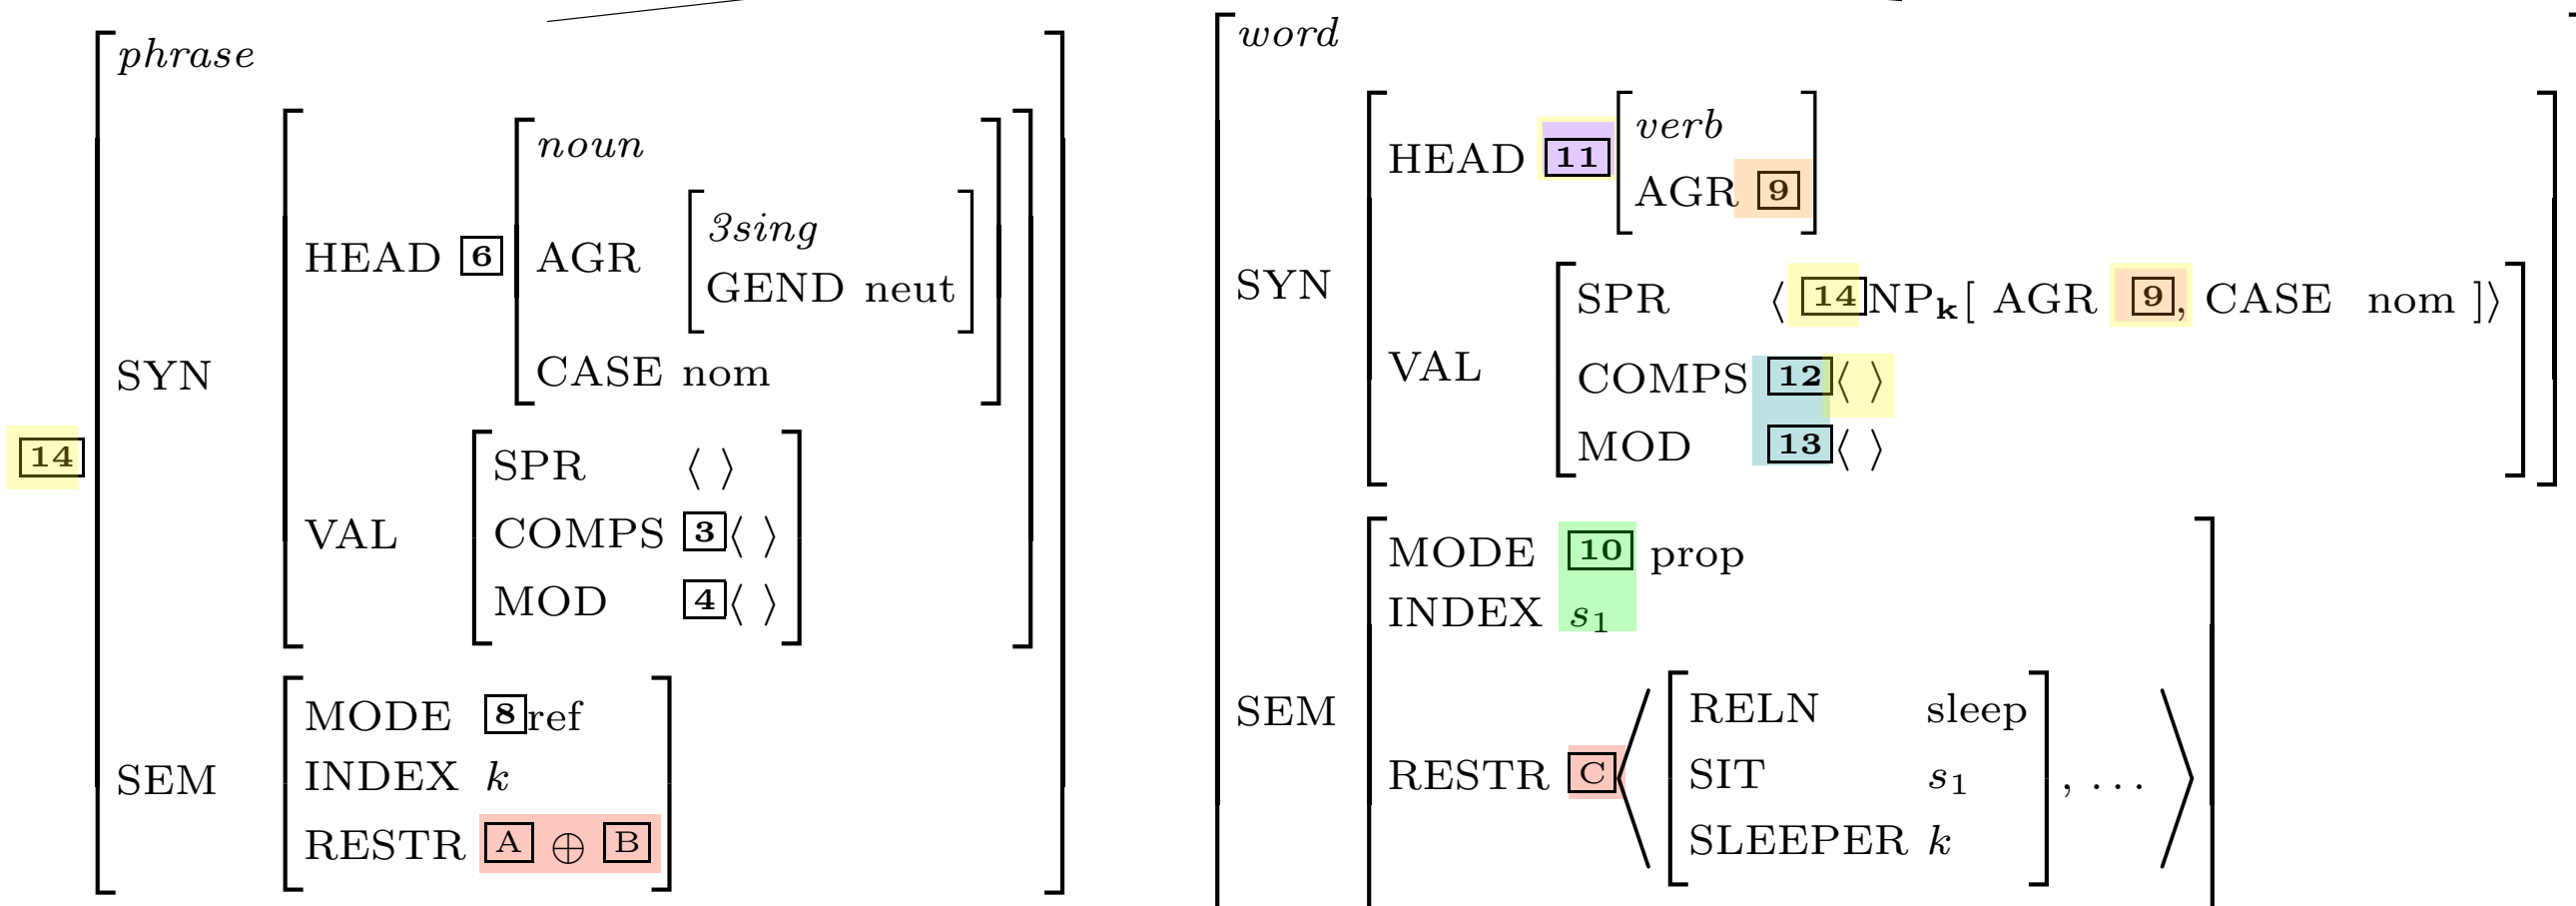 phrase
SYN
HEAD 6
noun
AGR
3sing
GEND neut
CASE nom
14
VAL
SPR ⟨ ⟩
COMPS 3⟨ ⟩
MOD 4⟨ ⟩
SEM
MODE 8ref
INDEX k
RESTR A ⊕ B
word
SYN
HEAD 11
verb
AGR 9
VAL
SPR ⟨ 14NPk[ AGR 9, CASE nom ]⟩
COMPS 12⟨ ⟩
MOD 13⟨ ⟩
SEM
MODE 10 prop
INDEX s1
RESTR C
RELN sleep
SIT s1
SLEEPER k
, ...